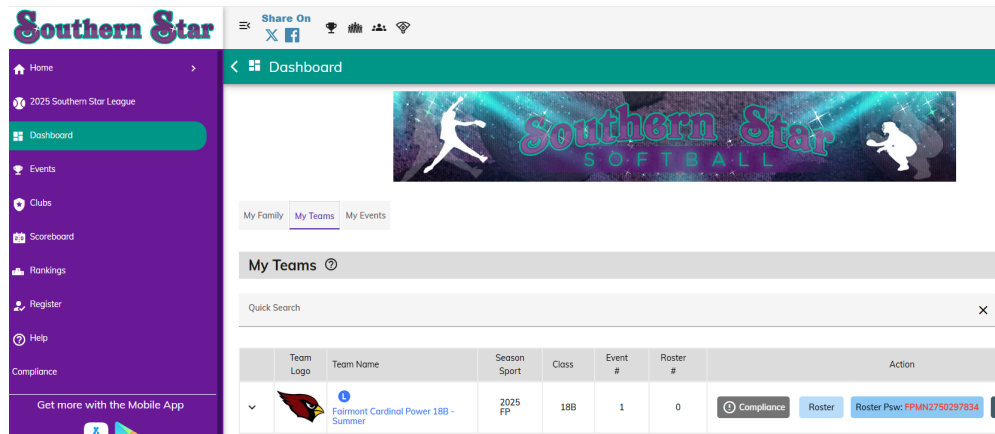 Southern Star
Share On
Home
2025 Southern Star League
Dashboard
Events
Clubs
Scoreboard
Rankings
Register
Help
Compliance
Get more with the Mobile App
Dashboard
Southern Star
SOFTBALL
My Family My Teams My Events
My Teams
Quick Search
Team Logo
Team Name
Season Sport
Class
Event #
Roster #
Action
L
Fairmont Cardinal Power 18B -
Summer
2025
FP
18B
1
0
Compliance
Roster
Roster Psw: FPMN2750297834